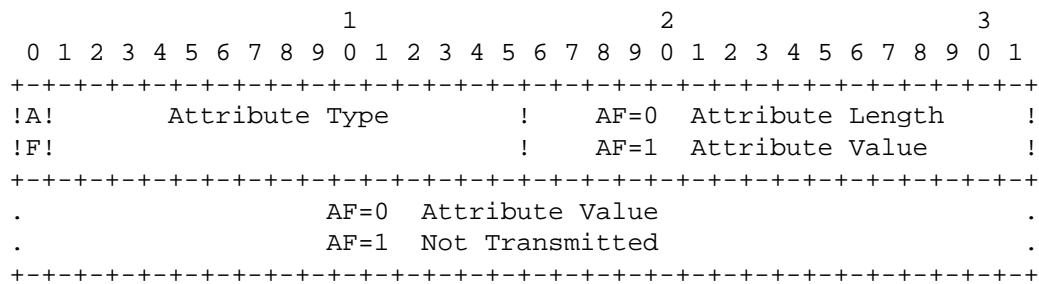 1                   2                   3
 0 1 2 3 4 5 6 7 8 9 0 1 2 3 4 5 6 7 8 9 0 1 2 3 4 5 6 7 8 9 0 1
+-+-+-+-+-+-+-+-+-+-+-+-+-+-+-+-+-+-+-+-+-+-+-+-+-+-+-+-+-+-+-+-+
!A!       Attribute Type        !    AF=0  Attribute Length     !
!F!                             !    AF=1  Attribute Value      !
+-+-+-+-+-+-+-+-+-+-+-+-+-+-+-+-+-+-+-+-+-+-+-+-+-+-+-+-+-+-+-+-+
.                   AF=0  Attribute Value                       .
.                   AF=1  Not Transmitted                       .
+-+-+-+-+-+-+-+-+-+-+-+-+-+-+-+-+-+-+-+-+-+-+-+-+-+-+-+-+-+-+-+-+